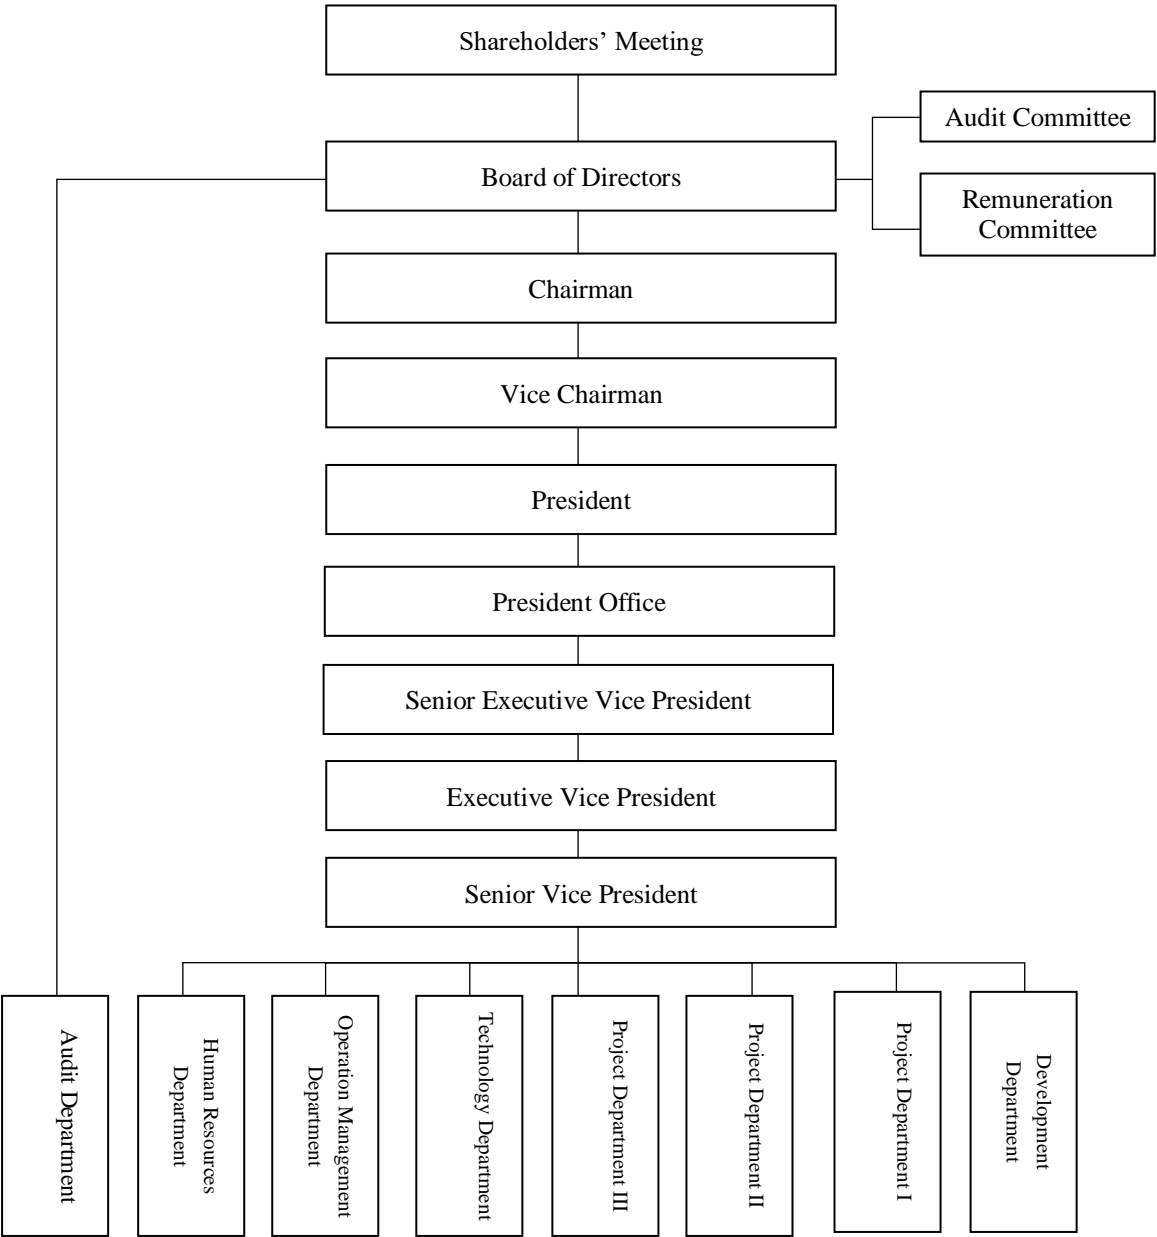 Shareholders’ Meeting
Audit Committee
Board of Directors
Remuneration
Committee
Chairman
Vice Chairman
President
President Office
Senior Executive Vice President
Executive Vice President
Senior Vice President
Audit Department
Human Resources
Department
Operation Management
Department
Technology Department
Project Department III
Project Department II
Project Department I
Development
Department